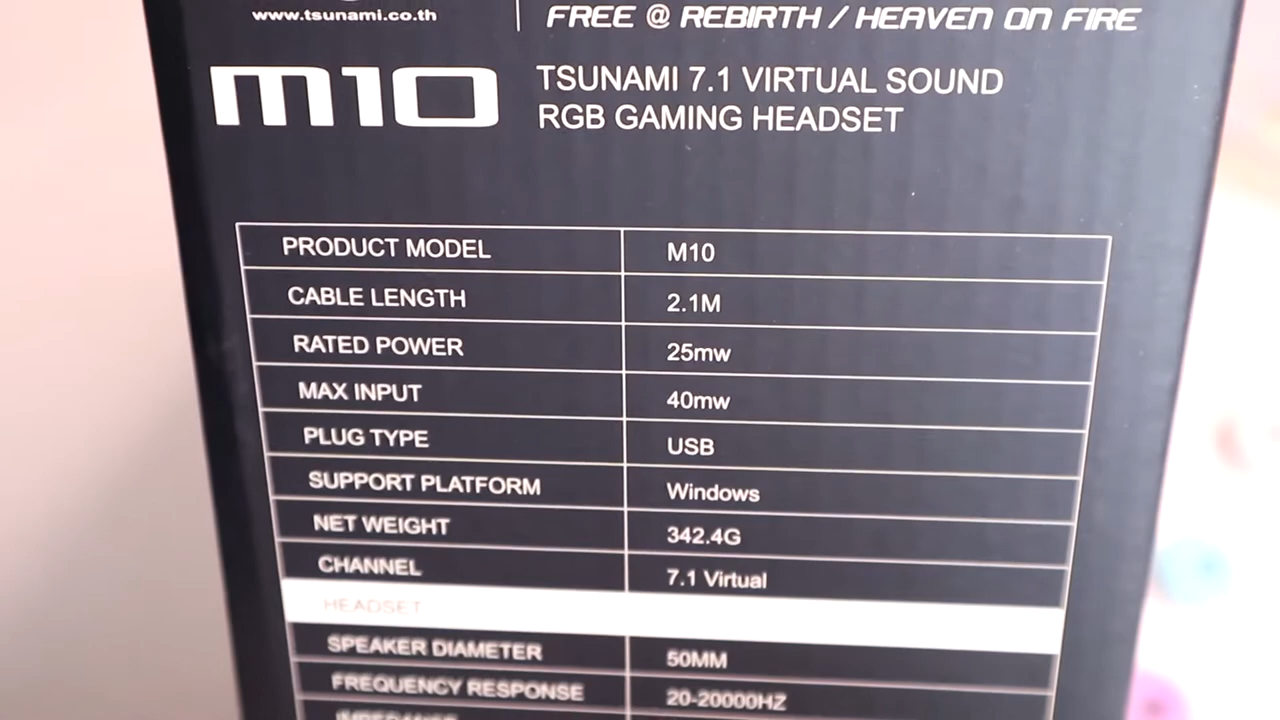 www.tsunami.co.th
FREE @ REBIRTH / HEAVEN ON FIRE
M10
TSUNAMI 7.1 VIRTUAL SOUND
RGB GAMING HEADSET
PRODUCT MODEL M10
CABLE LENGTH 2.1M
RATED POWER 25mw
MAX INPUT 40mw
PLUG TYPE USB
SUPPORT PLATFORM Windows
NET WEIGHT 342.4G
CHANNEL 7.1 Virtual
HEADSET
SPEAKER DIAMETER 50MM
FREQUENCY RESPONSE 20-20000HZ